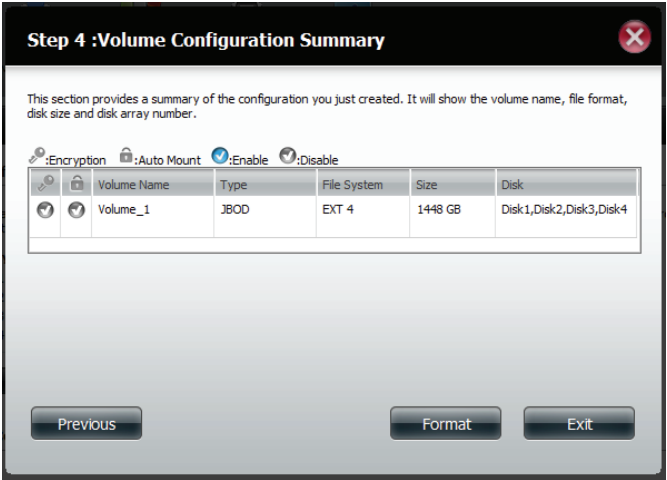 Step 4 :Volume Configuration Summary
This section provides a summary of the configuration you just created. It will show the volume name, file format,
disk size and disk array number.
:Encryption :Auto Mount :Enable :Disable
Volume Name Type File System Size Disk
Volume_1 JBOD EXT 4 1448 GB Disk1,Disk2,Disk3,Disk4
Previous Format Exit